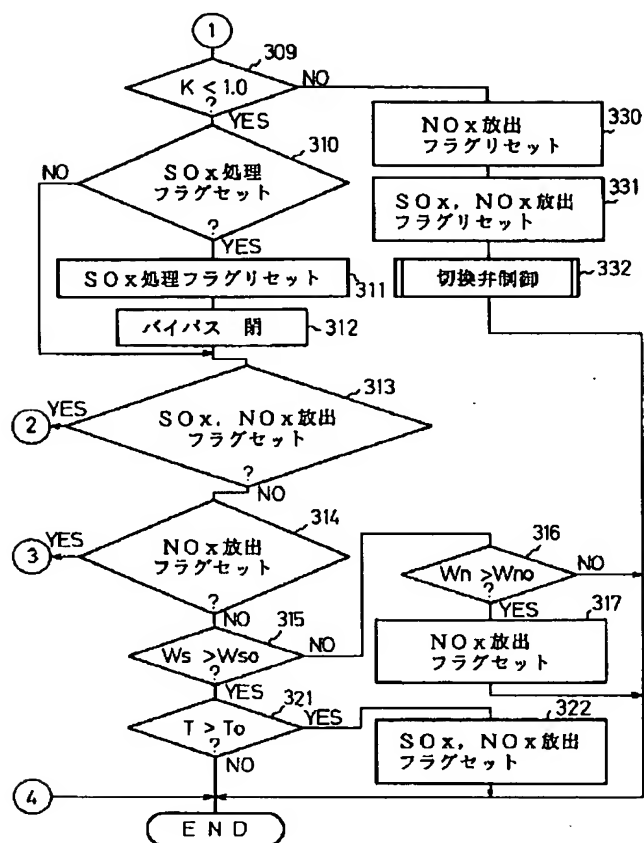 1
309
K < 1.0
?
NO
YES
310
330
NOx放出
フラグリセット
NO
SOx処理
フラグセット
?
YES
331
SOx, NOx放出
フラグリセット
SOx処理フラグリセット
311
切換弁制御
332
バイパス 閉
312
313
2
YES
SOx, NOx放出
フラグセット
?
NO
314
3
YES
NOx放出
フラグセット
?
NO
316
Wn >Wno
?
NO
YES
315
Ws >Wso
?
NO
YES
317
NOx放出
フラグセット
321
T > To
?
YES
NO
322
SOx, NOx放出
フラグセット
4
END